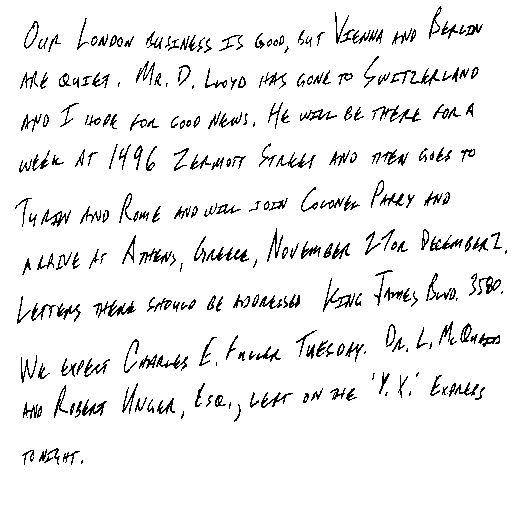 Our London business is good, but Vienna and Berlin
are quiet. Mr. D. Lloyd has gone to Switzerland
and I hope for good news. He will be there for a
week at 1496 Zermott Street and then goes to
Turin and Rome and will join Colonel Parry and
arrive at Athens, Greece, November 27 or December 2.
Letters there should be addressed King James Blvd. 3580.
We expect Charles E. Fuller Tuesday. Dr. L. McQuaid
and Robert Unger, Esq., left on the 'Y.X.' Express
tonight.